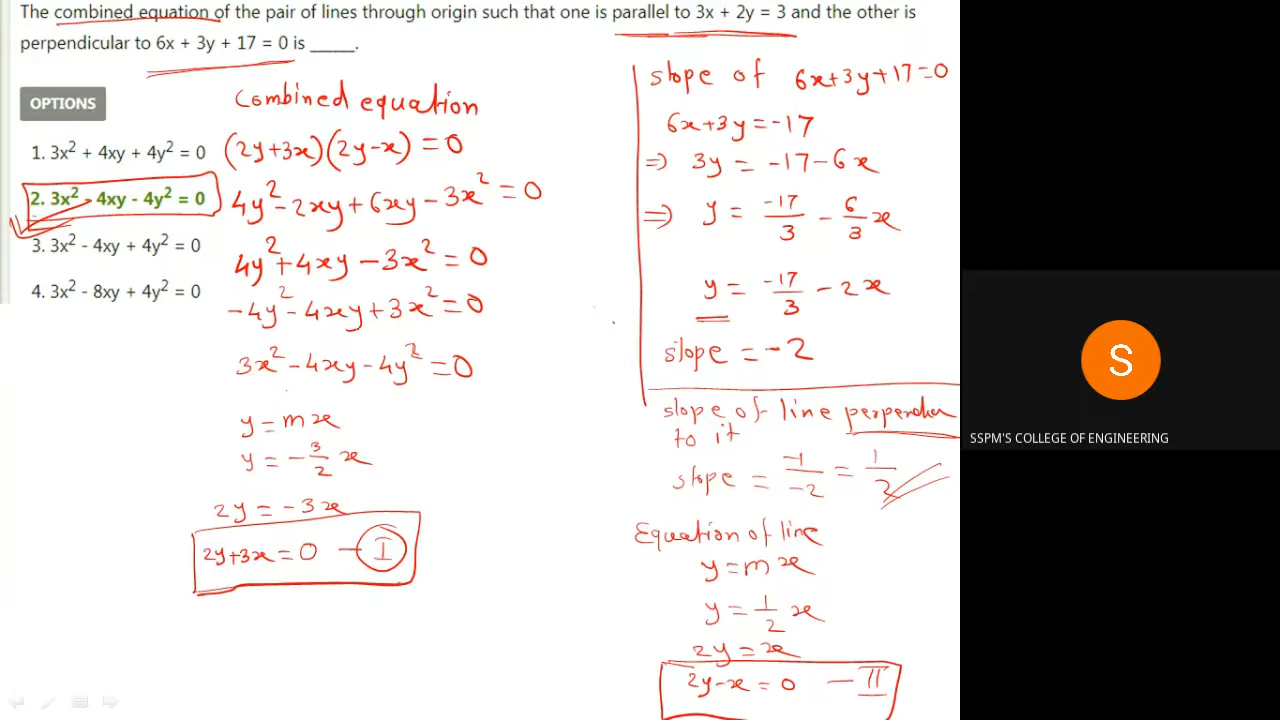 The combined equation of the pair of lines through origin such that one is parallel to 3x + 2y = 3 and the other is
perpendicular to 6x + 3y + 17 = 0 is _____.
OPTIONS
1. 3x² + 4xy + 4y² = 0
2. 3x² - 4xy - 4y² = 0
3. 3x² - 4xy + 4y² = 0
4. 3x² - 8xy + 4y² = 0
Combined equation
(2y+3x)(2y-x) = 0
4y² - 2xy + 6xy - 3x² = 0
4y² + 4xy - 3x² = 0
-4y² - 4xy + 3x² = 0
3x² - 4xy - 4y² = 0
y = mx
y = -3/2 x
2y = -3x
2y+3x = 0 — I
slope of 6x+3y+17=0
6x+3y = -17
⇒ 3y = -17-6x
⇒ y = -17/3 - 6/3 x
y = -17/3 - 2x
slope = -2
slope of line
to it
slope = -1/-2 = 1/2
Equation of line
y = mx
y = 1/2 x
2y = x
2y-x = 0 — II
S
SSPM'S COLLEGE OF ENGINEERING